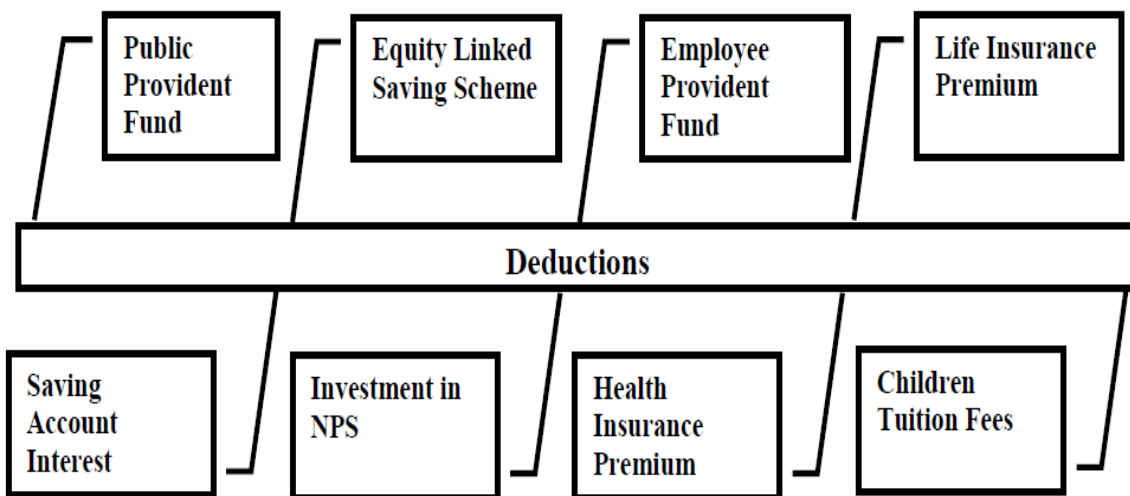 Public
Provident
Fund
Equity Linked
Saving Scheme
Employee
Provident
Fund
Life Insurance
Premium
Deductions
Saving
Account
Interest
Investment in
NPS
Health
Insurance
Premium
Children
Tuition Fees